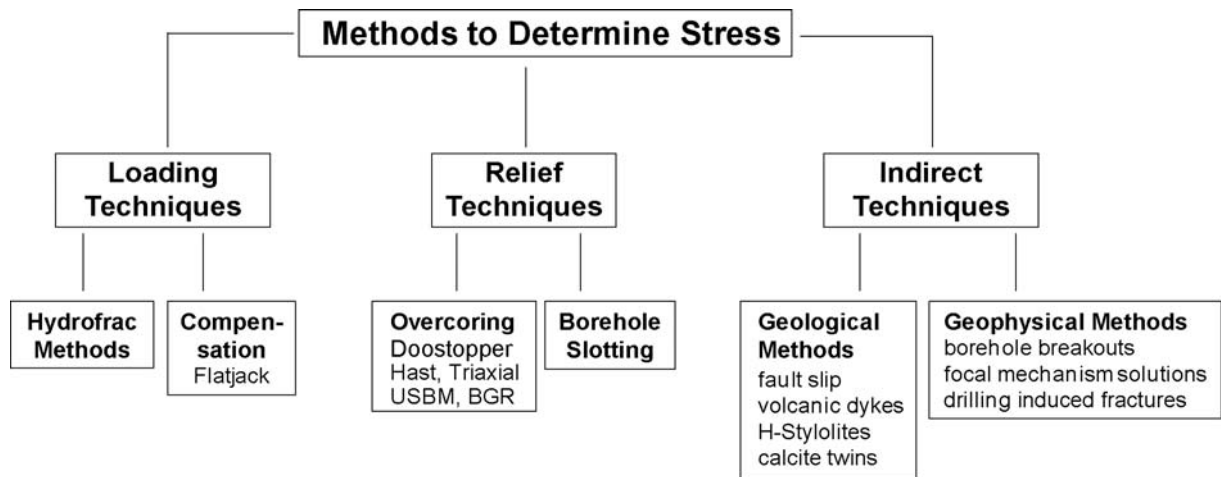 Methods to Determine Stress
Loading
Techniques
Relief
Techniques
Indirect
Techniques
Hydrofrac
Methods
Compen-
sation
Flatjack
Overcoring
Doostopper
Hast, Triaxial
USBM, BGR
Borehole
Slotting
Geological
Methods
fault slip
volcanic dykes
H-Stylolites
calcite twins
Geophysical Methods
borehole breakouts
focal mechanism solutions
drilling induced fractures